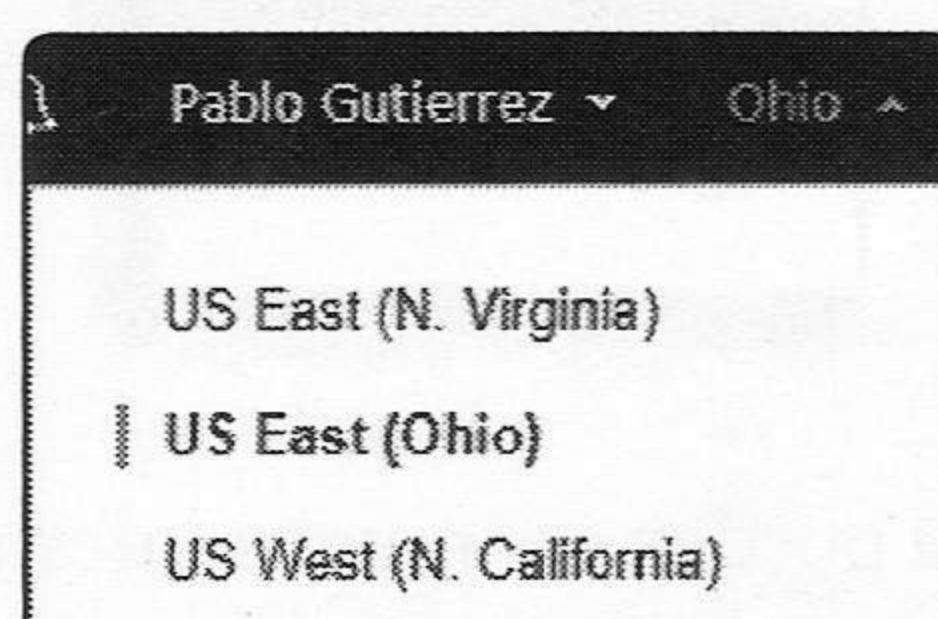 Pablo Gutierrez Ohio
US East (N. Virginia)
US East (Ohio)
US West (N. California)